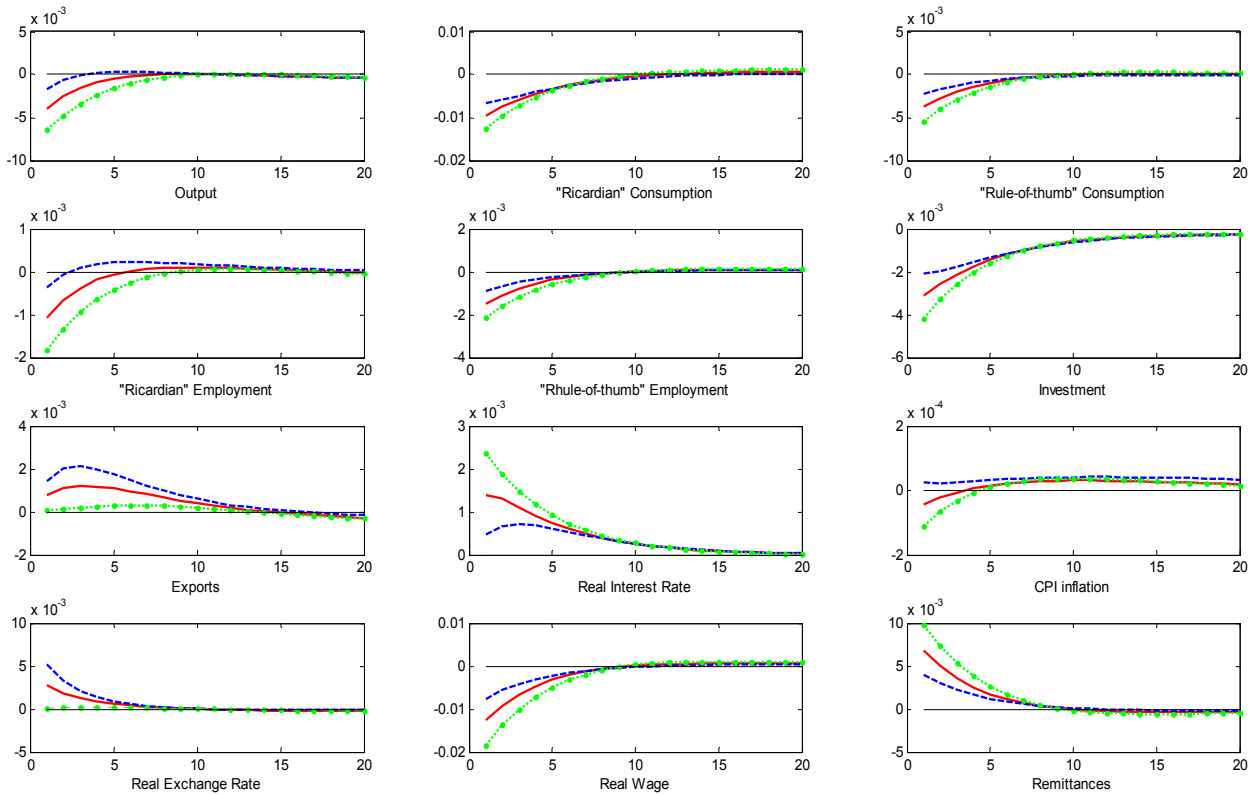 x 10-3
5
0
-5
-10
0 5 10 15 20
Output
0.01
0
-0.01
-0.02
0 5 10 15 20
"Ricardian" Consumption
x 10-3
5
0
-5
-10
0 5 10 15 20
"Rule-of-thumb" Consumption
x 10-3
1
0
-1
-2
0 5 10 15 20
"Ricardian" Employment
x 10-3
2
0
-2
-4
0 5 10 15 20
"Rhule-of-thumb" Employment
x 10-3
0
-2
-4
-6
0 5 10 15 20
Investment
x 10-3
4
2
0
-2
0 5 10 15 20
Exports
x 10-3
3
2
1
0
0 5 10 15 20
Real Interest Rate
x 10-4
2
0
-2
0 5 10 15 20
CPI inflation
x 10-3
10
5
0
-5
0 5 10 15 20
Real Exchange Rate
0.01
0
-0.01
-0.02
0 5 10 15 20
Real Wage
x 10-3
10
5
0
-5
0 5 10 15 20
Remittances